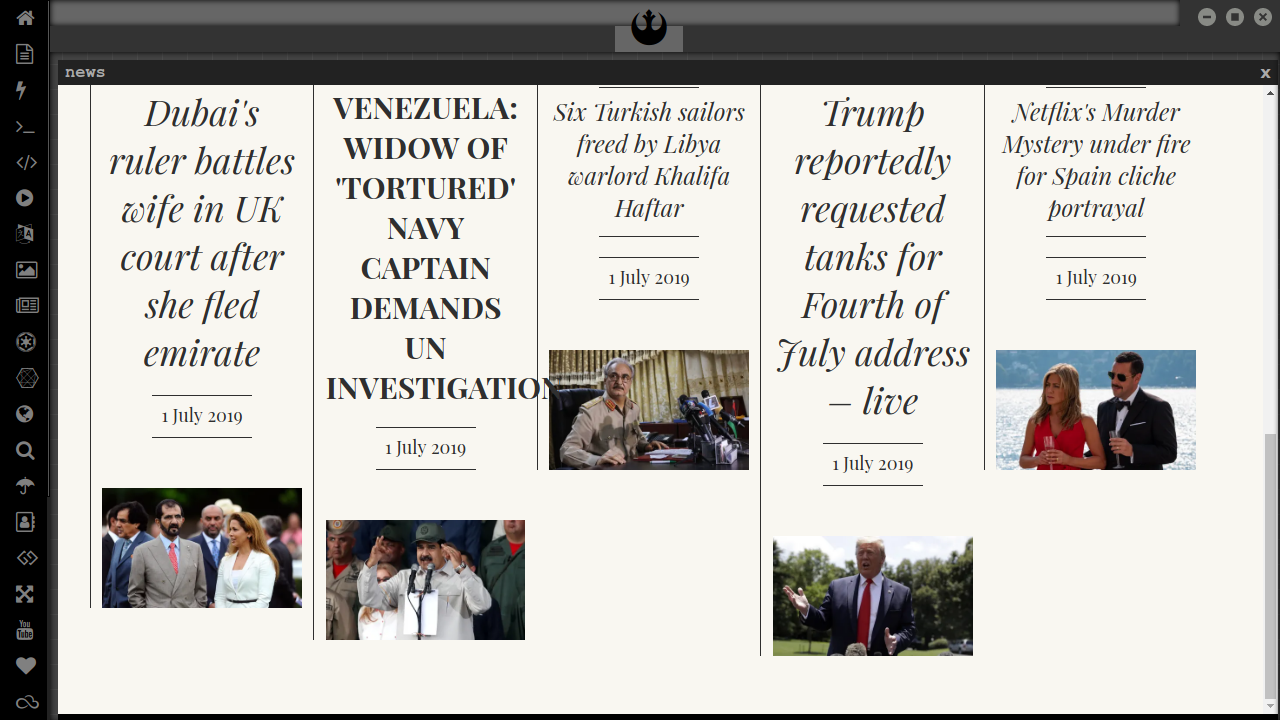 news
x
Dubai's
ruler battles
wife in UK
court after
she fled
emirate
1 July 2019
VENEZUELA:
WIDOW OF
'TORTURED'
NAVY
CAPTAIN
DEMANDS
UN
INVESTIGATION
1 July 2019
Six Turkish sailors
freed by Libya
warlord Khalifa
Haftar
1 July 2019
Trump
reportedly
requested
tanks for
Fourth of
July address
– live
1 July 2019
Netflix's Murder
Mystery under fire
for Spain cliche
portrayal
1 July 2019
You
Tube